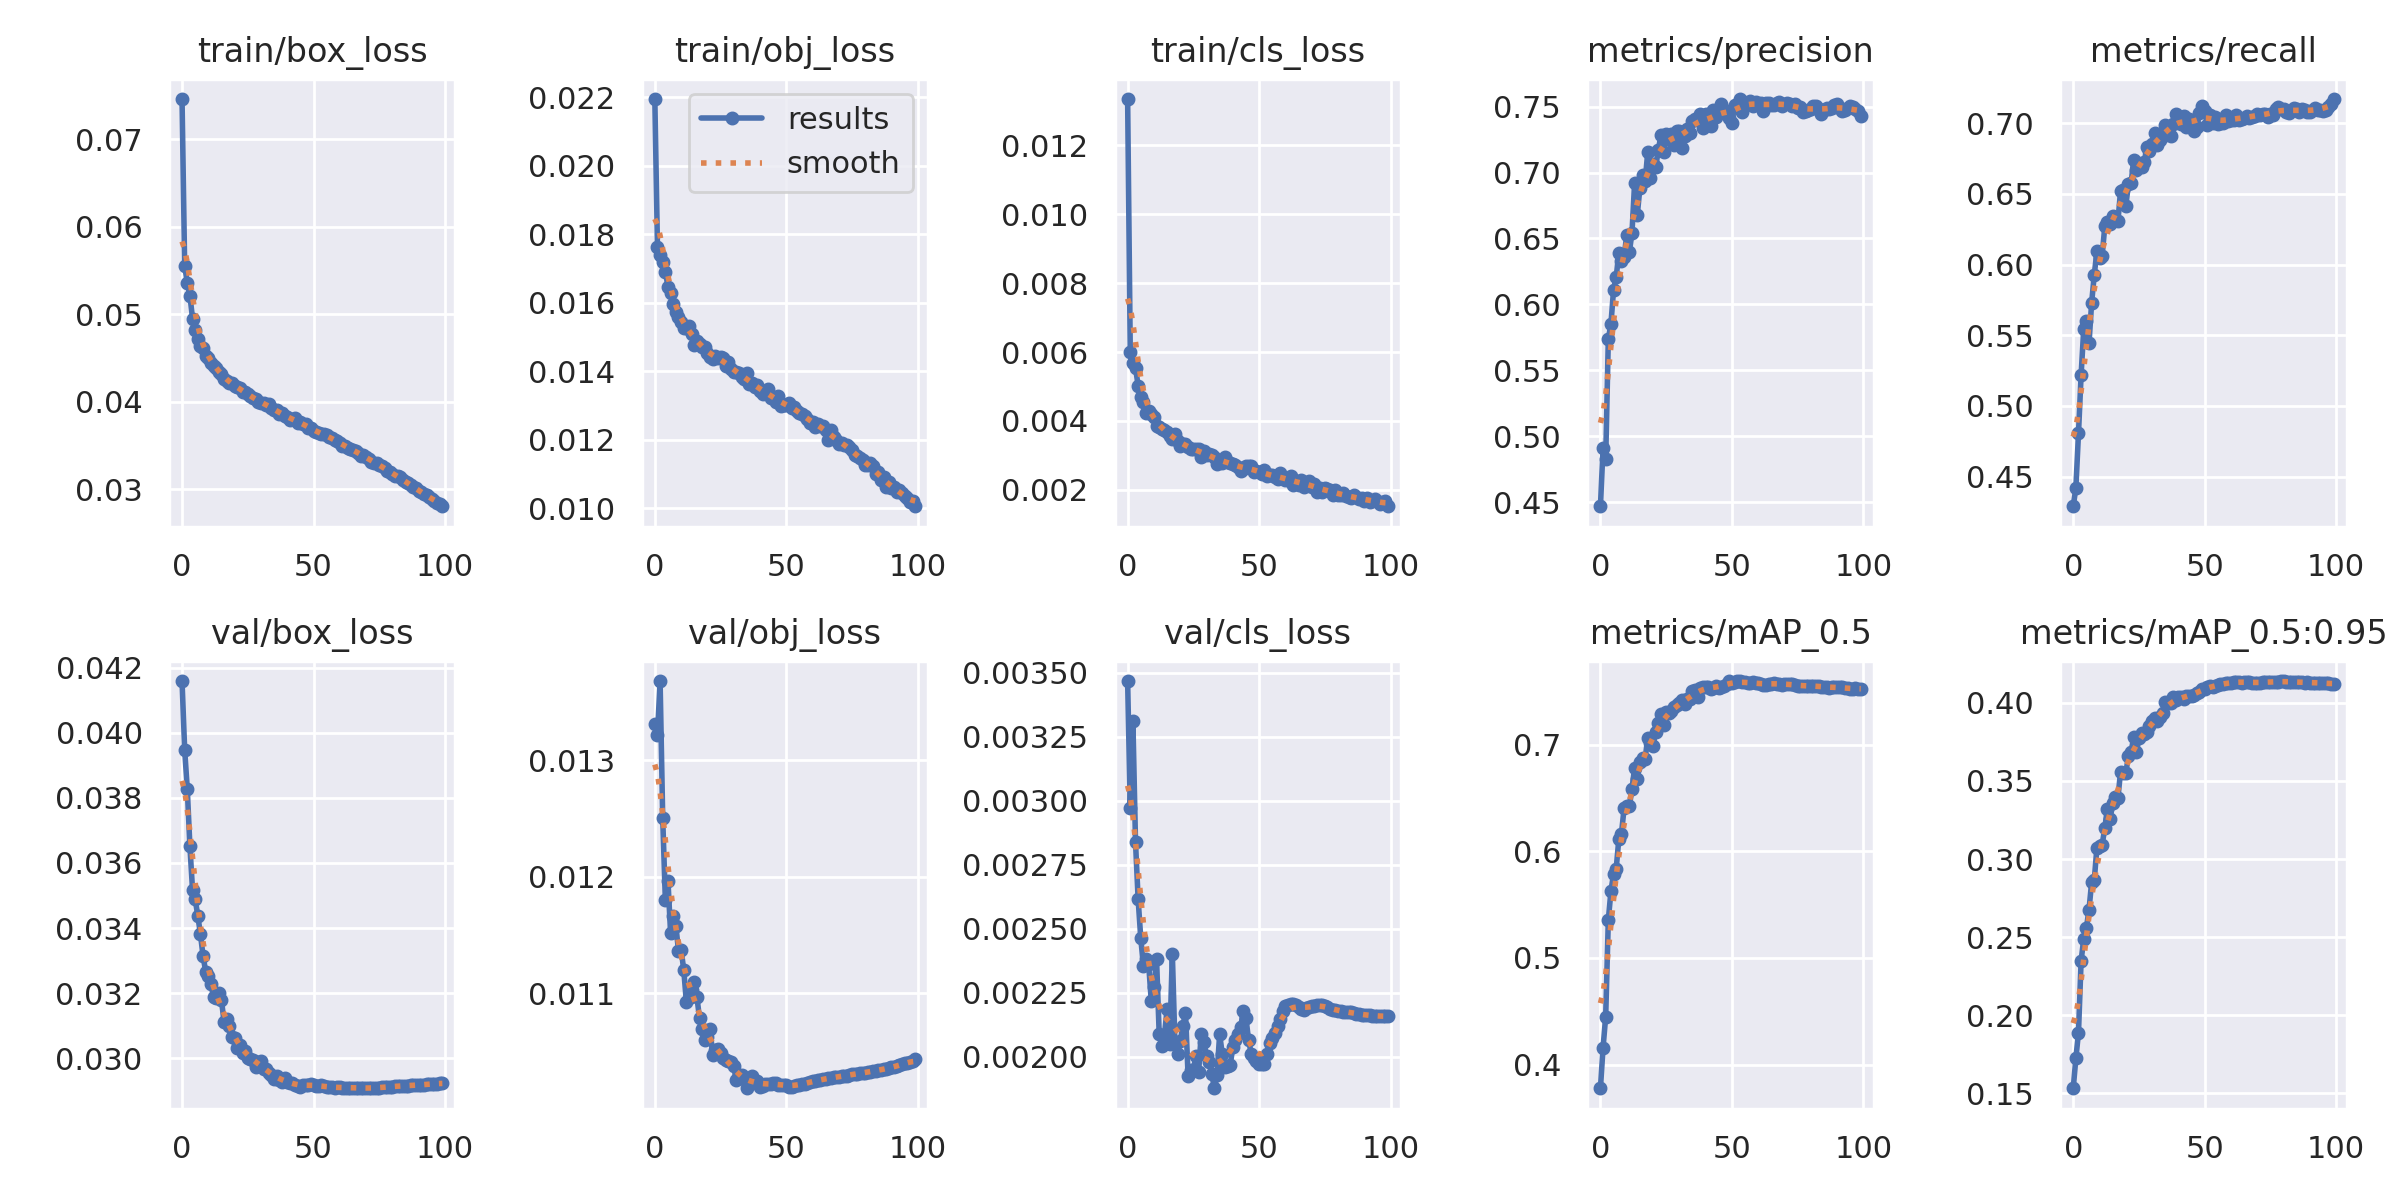 train/box_loss
0.07
0.06
0.05
0.04
0.03
0 50 100
train/obj_loss
results
smooth
0.022
0.020
0.018
0.016
0.014
0.012
0.010
0 50 100
train/cls_loss
0.012
0.010
0.008
0.006
0.004
0.002
0 50 100
metrics/precision
0.75
0.70
0.65
0.60
0.55
0.50
0.45
0 50 100
metrics/recall
0.70
0.65
0.60
0.55
0.50
0.45
0 50 100
val/box_loss
0.042
0.040
0.038
0.036
0.034
0.032
0.030
0 50 100
val/obj_loss
0.013
0.012
0.011
0 50 100
val/cls_loss
0.00350
0.00325
0.00300
0.00275
0.00250
0.00225
0.00200
0 50 100
metrics/mAP_0.5
0.7
0.6
0.5
0.4
0 50 100
metrics/mAP_0.5:0.95
0.40
0.35
0.30
0.25
0.20
0.15
0 50 100